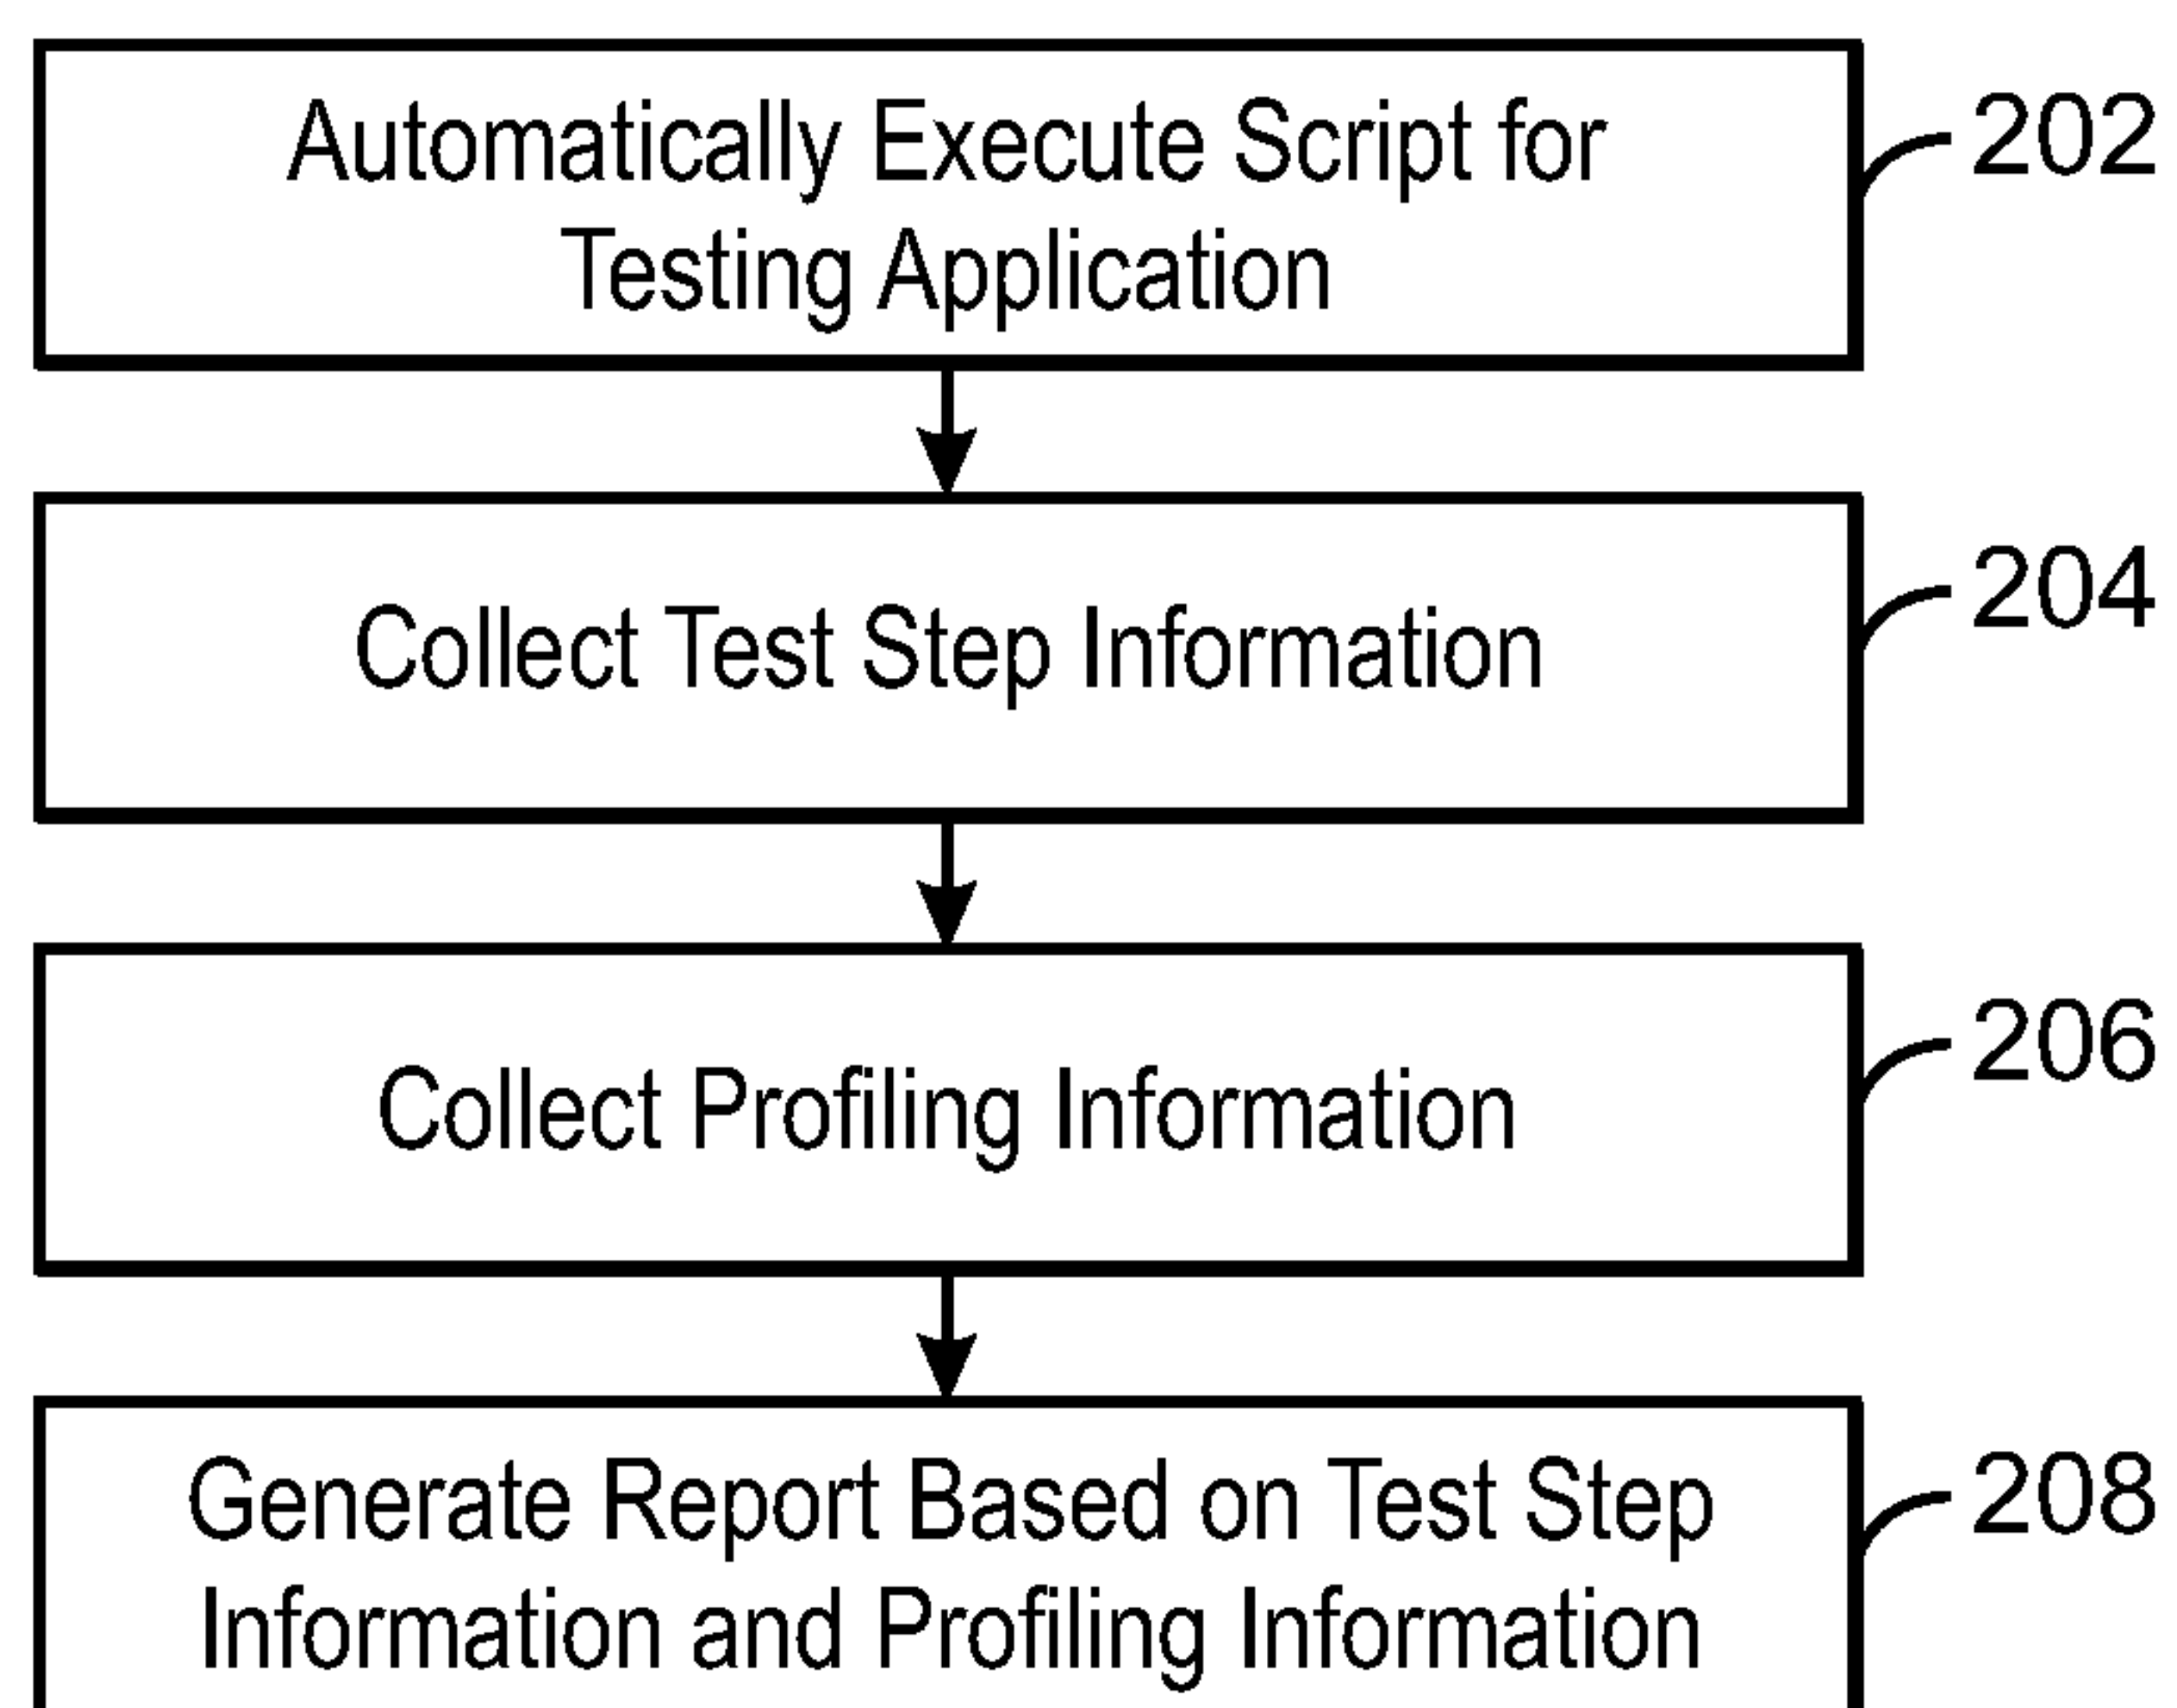 Automatically Execute Script for
Testing Application
202
Collect Test Step Information
204
Collect Profiling Information
206
Generate Report Based on Test Step
Information and Profiling Information
208